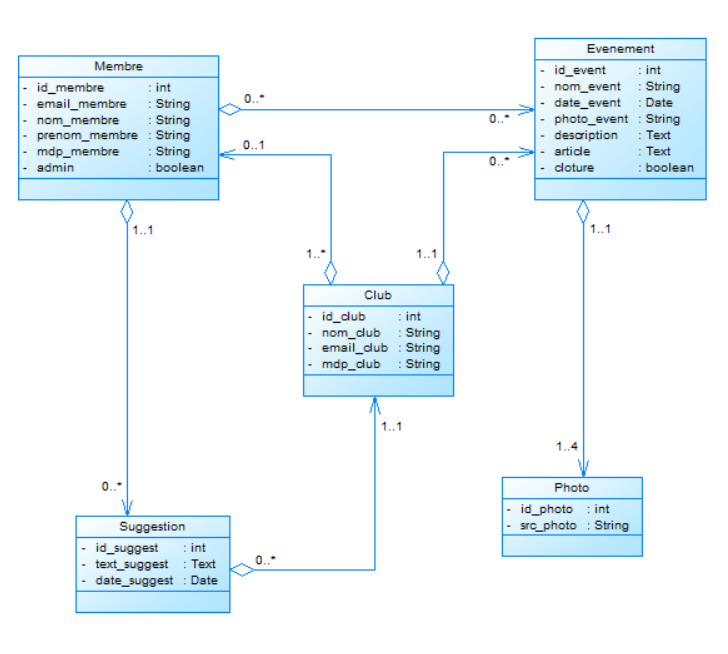 Membre
- id_membre : int
- email_membre : String
- nom_membre : String
- prenom_membre : String
- mdp_membre : String
- admin : boolean
0..*
0..*
0..1
0..*
1..1
1..*
1..1
Evenement
- id_event : int
- nom_event : String
- date_event : Date
- photo_event : String
- description : Text
- article : Text
- cloture : boolean
1..1
Club
- id_club : int
- nom_club : String
- email_club : String
- mdp_club : String
1..1
1..4
0..*
Photo
- id_photo : int
- src_photo : String
Suggestion
- id_suggest : int
- text_suggest : Text
- date_suggest : Date
0..*